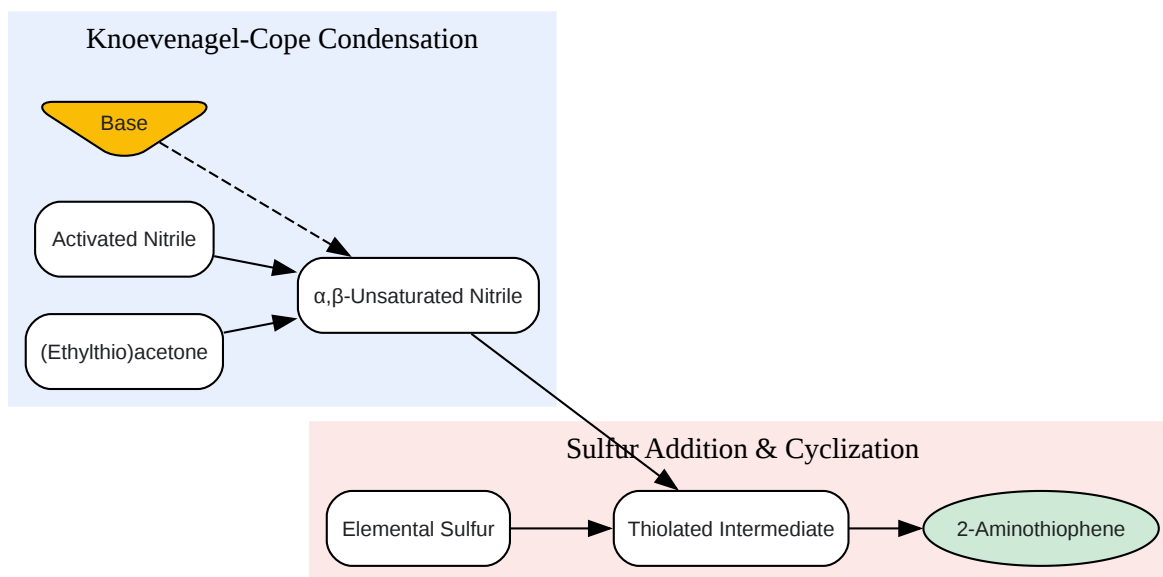 Knoevenagel-Cope Condensation
Base
Activated Nitrile
α,β-Unsaturated Nitrile
(Ethylthio)acetone
Sulfur Addition & Cyclization
Elemental Sulfur
Thiolated Intermediate
2-Aminothiophene